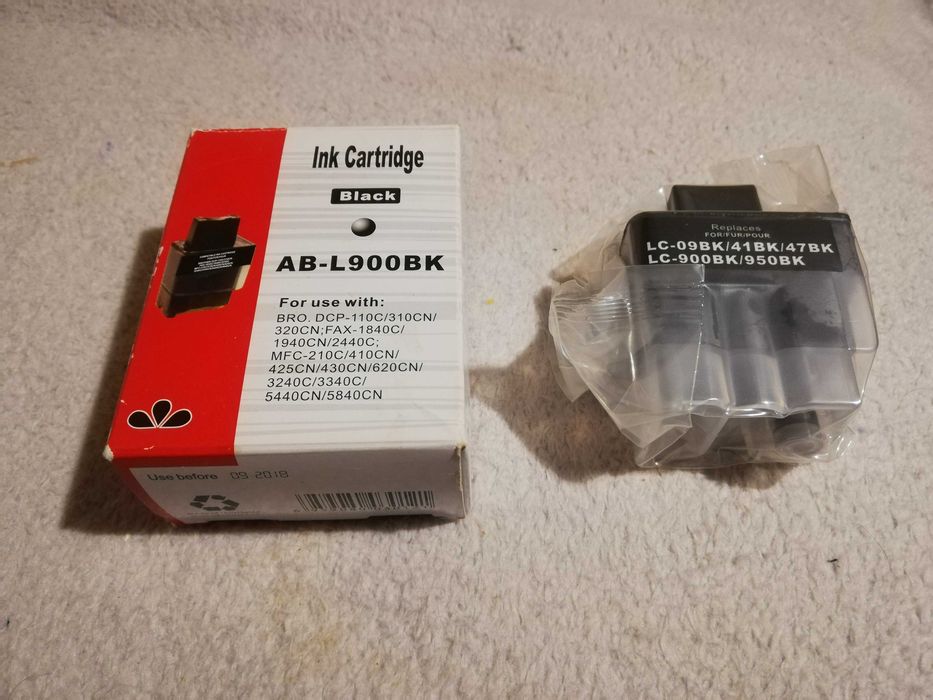 Ink Cartridge
Black
AB-L900BK
For use with:
BRO. DCP-110C/310CN/
320CN;FAX-1840C/
1940CN/2440C;
MFC-210C/410CN/
425CN/430CN/620CN/
3240C/3340C/
5440CN/5840CN
Use before 09 2018
Replaces
FOR/FUR/POUR
LC-09BK/41BK/47BK
LC-900BK/950BK